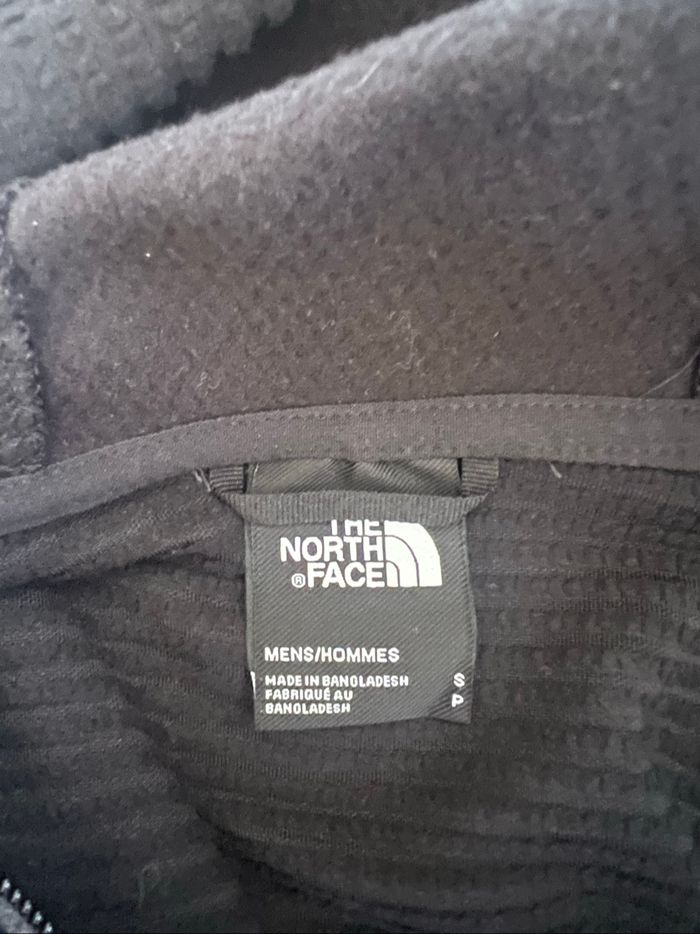 THE
NORTH
®FACE
MENS/HOMMES
MADE IN BANGLADESH S
FABRIQUÉ AU P
BANGLADESH